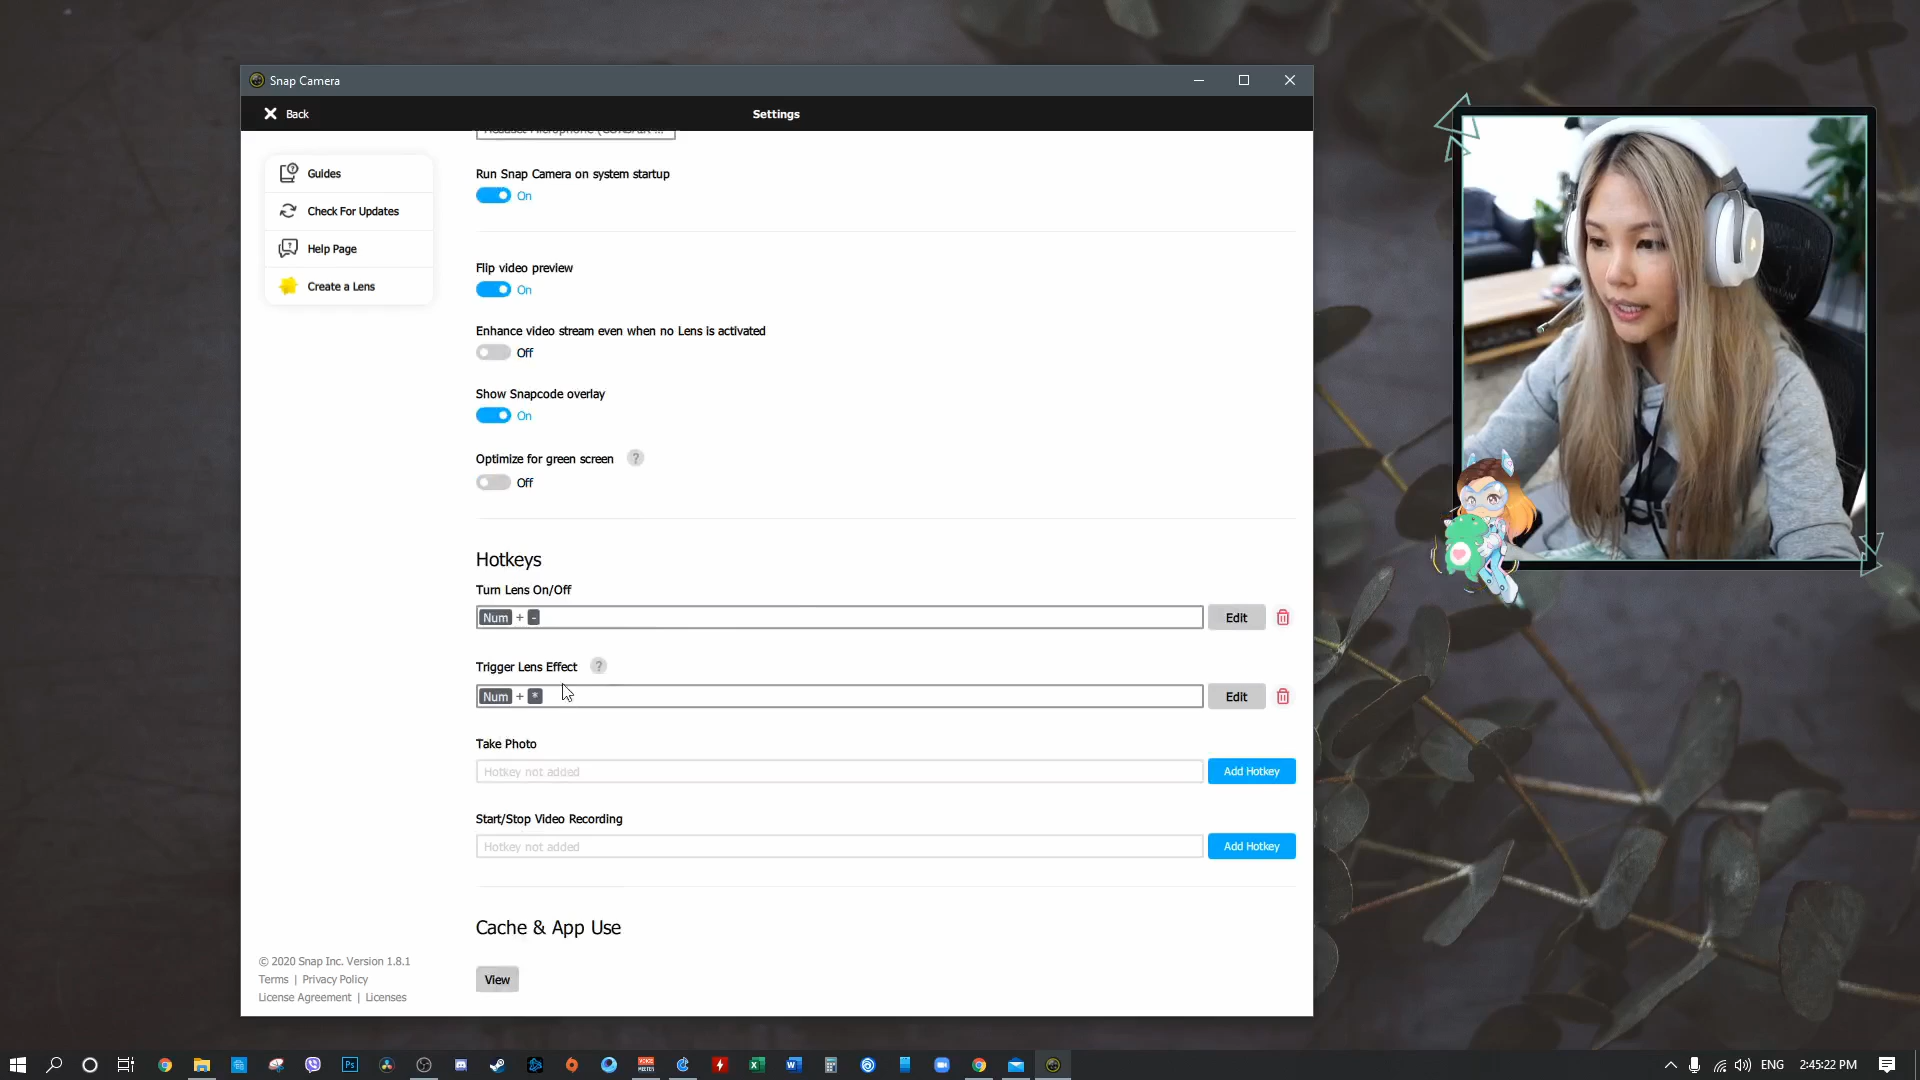 Snap Camera
Back
Settings
Guides
Check For Updates
Help Page
Create a Lens
Headset Microphone (CORSAIR ...
Run Snap Camera on system startup
On
Flip video preview
On
Enhance video stream even when no Lens is activated
Off
Show Snapcode overlay
On
Optimize for green screen ?
Off
Hotkeys
Turn Lens On/Off
Num + -
Edit
Trigger Lens Effect ?
Num + *
Edit
Take Photo
Hotkey not added
Add Hotkey
Start/Stop Video Recording
Hotkey not added
Add Hotkey
Cache & App Use
View
© 2020 Snap Inc. Version 1.8.1
Terms | Privacy Policy
License Agreement | Licenses
Ps
ENG
2:45:22 PM